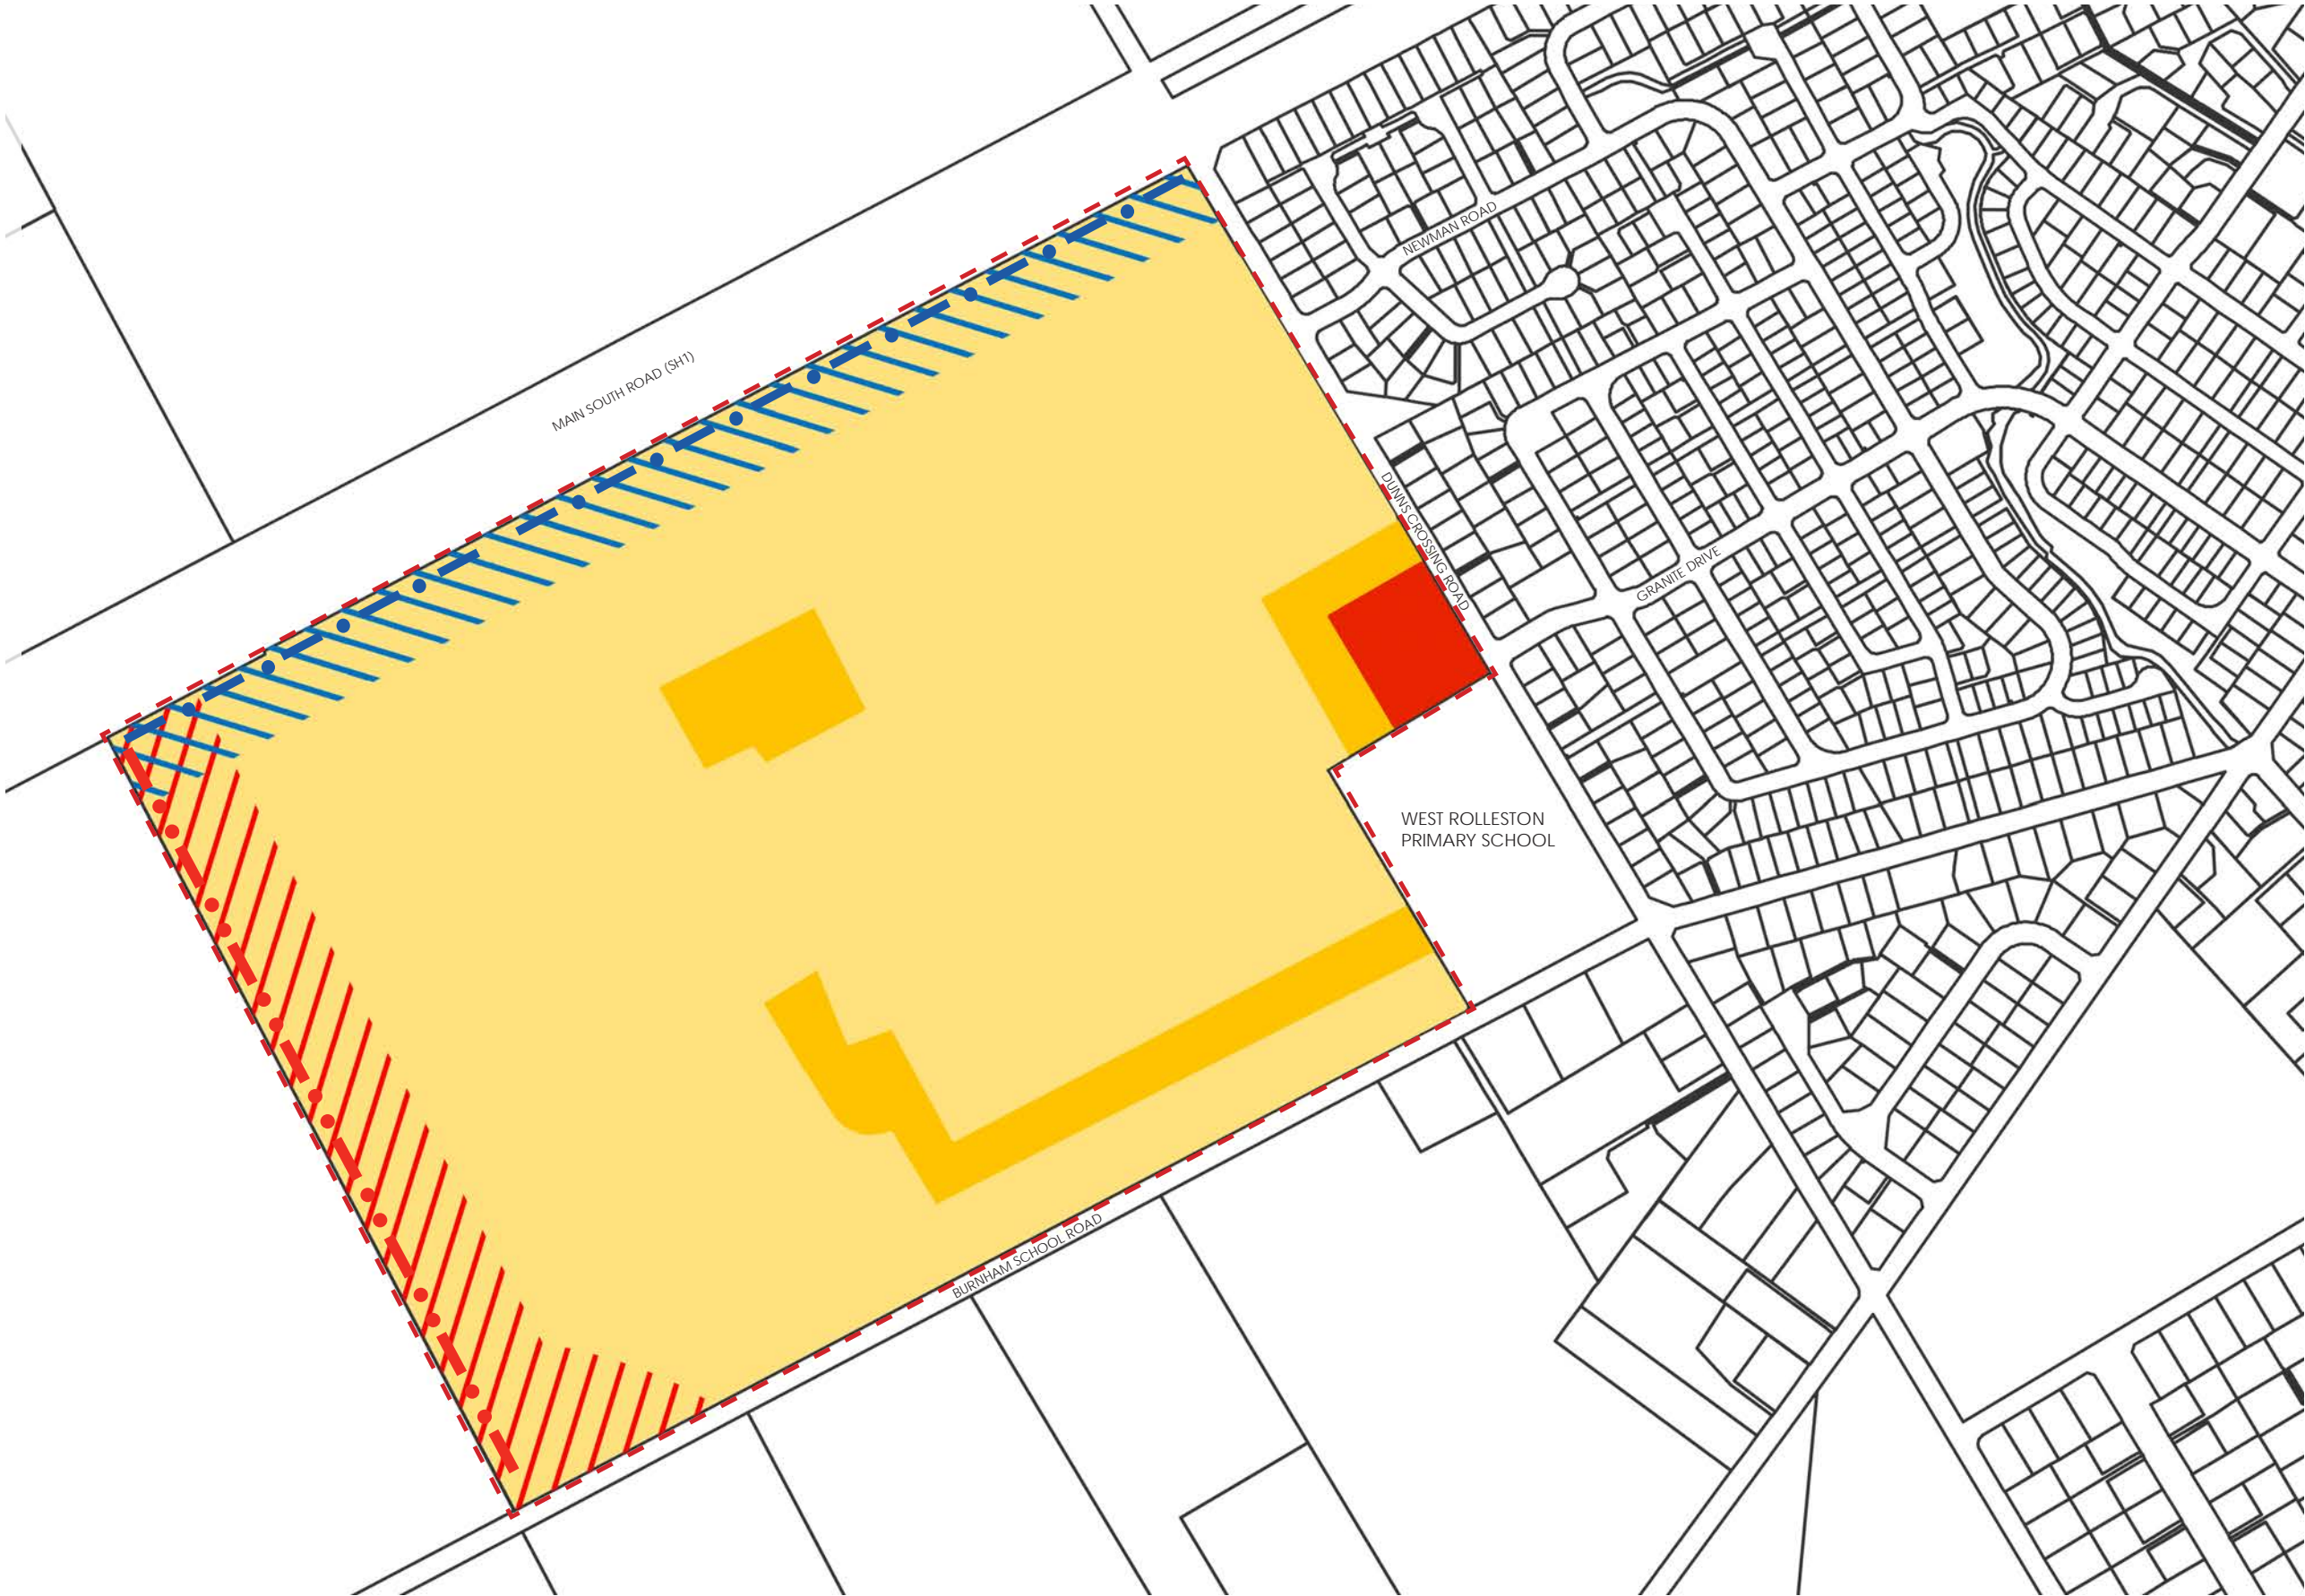 NEWMAN ROAD
MAIN SOUTH ROAD (SH1)
DUNNS CROSSING ROAD
GRANITE DRIVE
WEST ROLLESTON
PRIMARY SCHOOL
BURNHAM SCHOOL ROAD